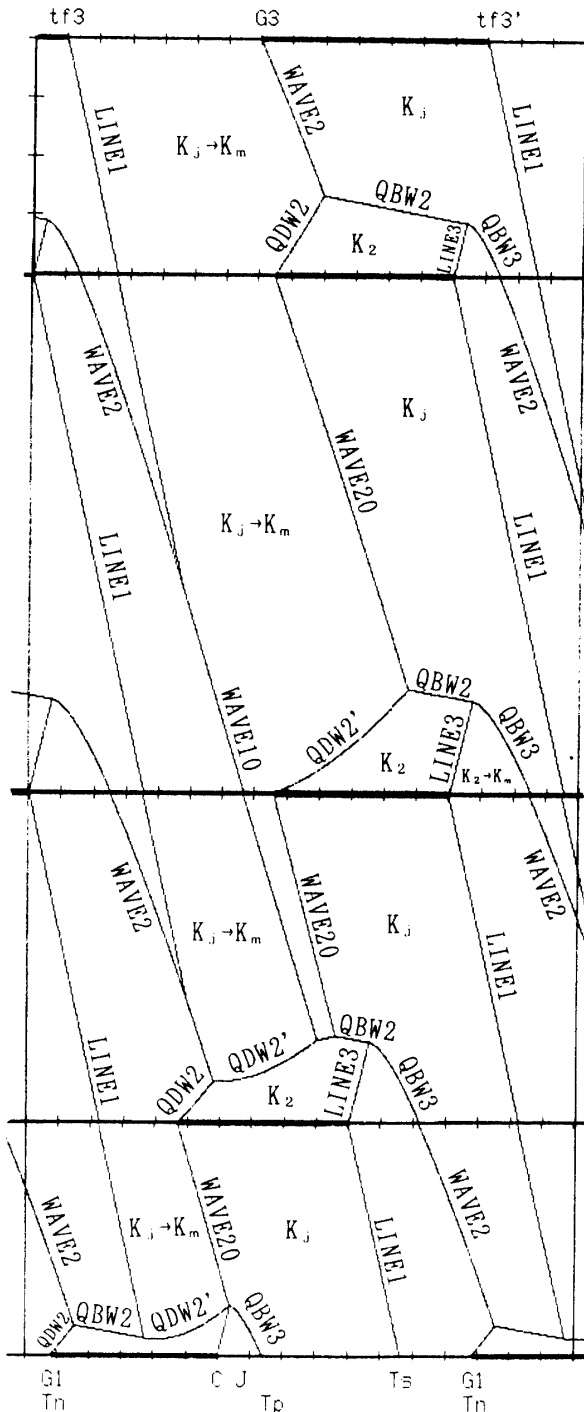 tf3 G3 tf3'
LINE1 WAVE2 LINE1
Kj→Km Kj
QDW2 QBW2 QBW3
K2 LINE3
WAVE2 WAVE20 Kj WAVE2
LINE1 Kj→Km LINE1
WAVE10 QDW2' QBW2 QBW3
K2 LINE3 K2→Km
WAVE2 Kj→Km WAVE20 Kj WAVE2
LINE1 LINE1
QDW2 QDW2' QBW2 QBW3
K2 LINE3
WAVE2 Kj→Km WAVE20 Kj LINE1 WAVE2
QDW2 QBW2 QDW2' QBW3
G1 C J Ts G1
Tn Tp Tn